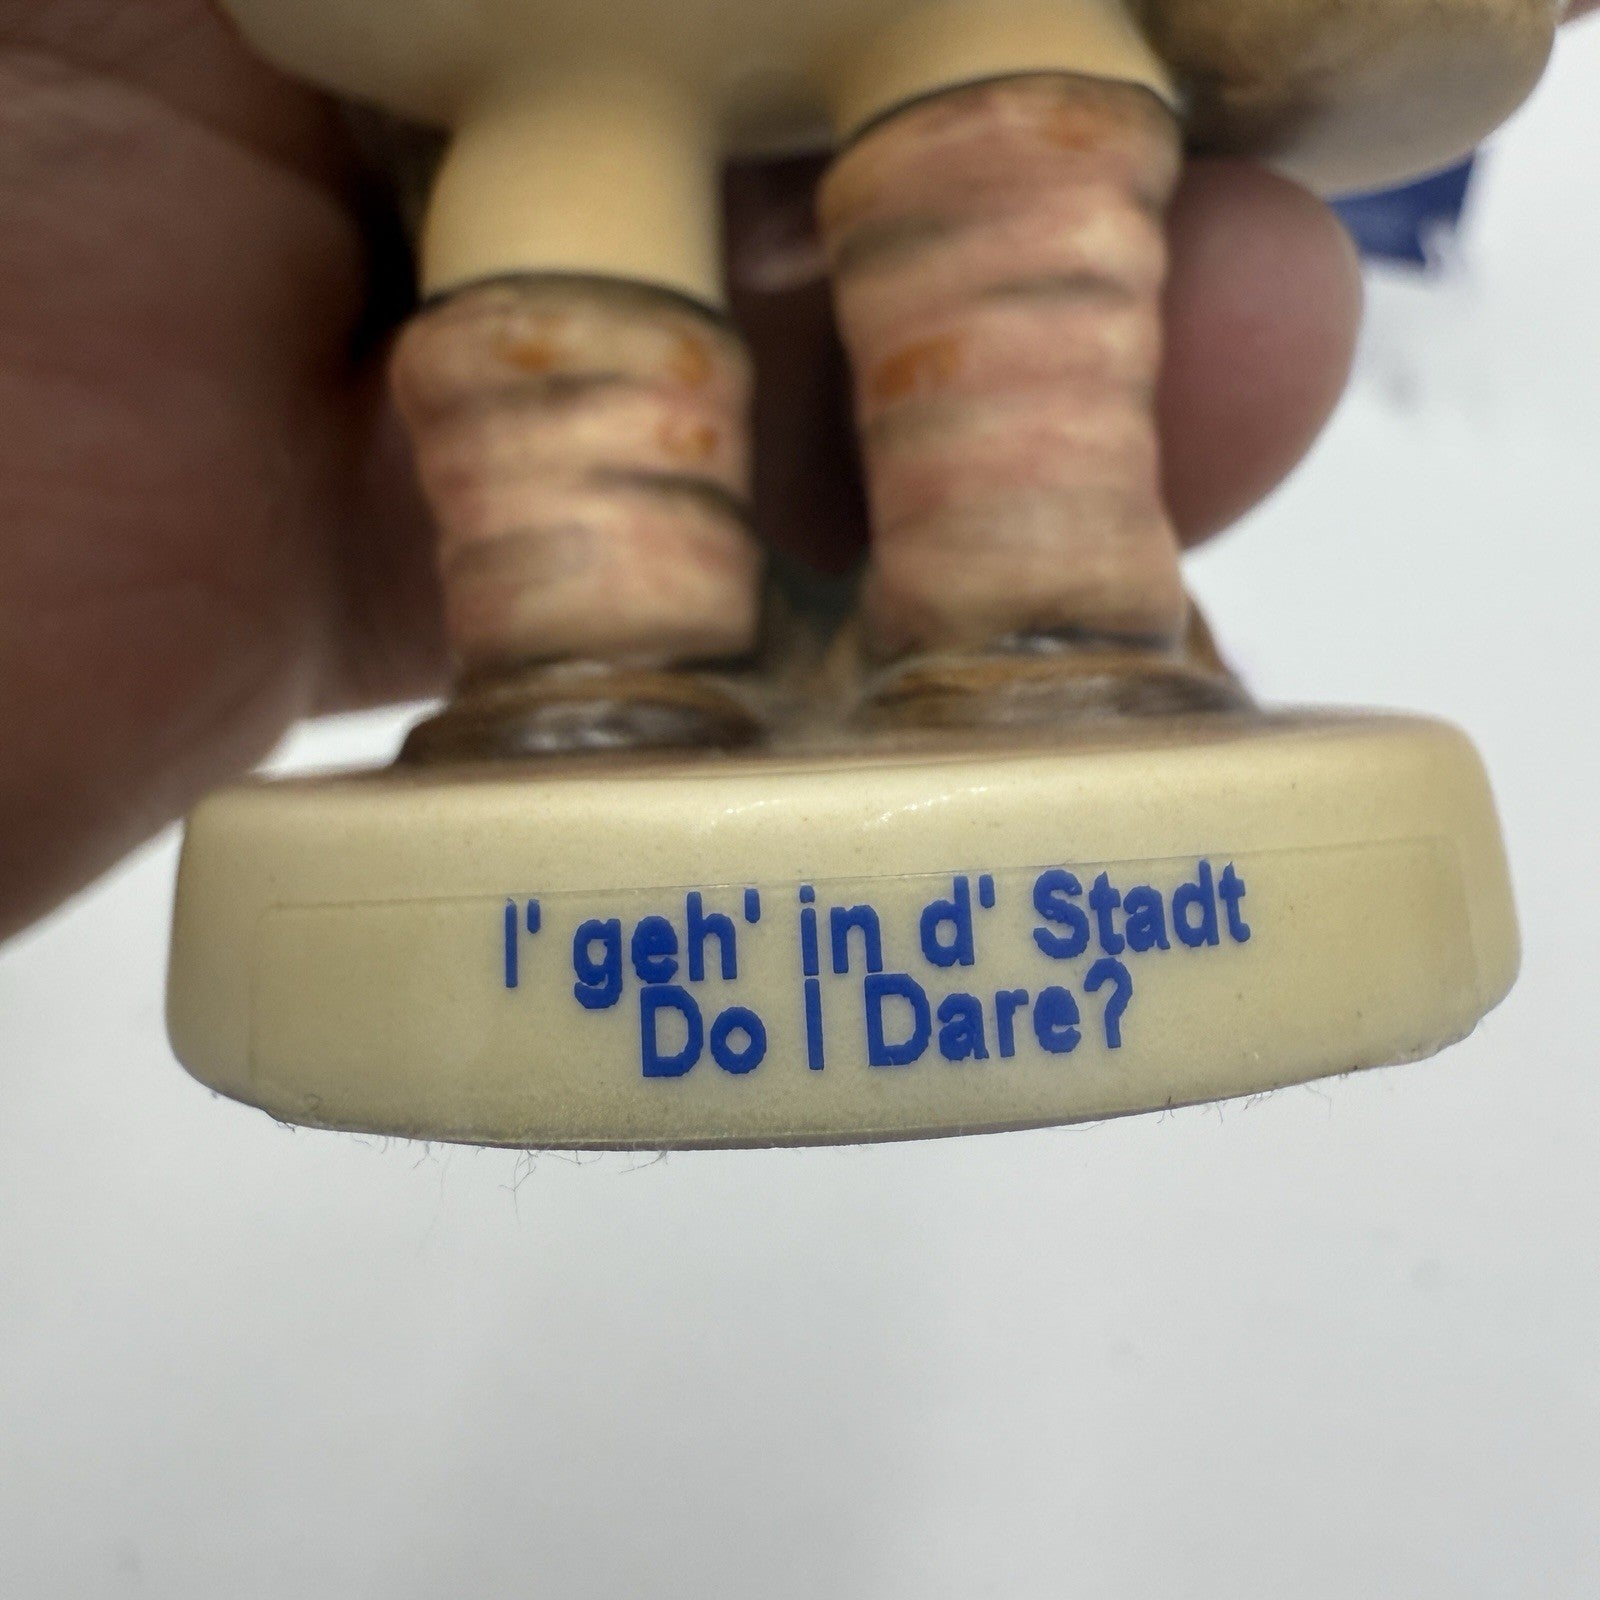 I' geh' in d' Stadt
Do I Dare?